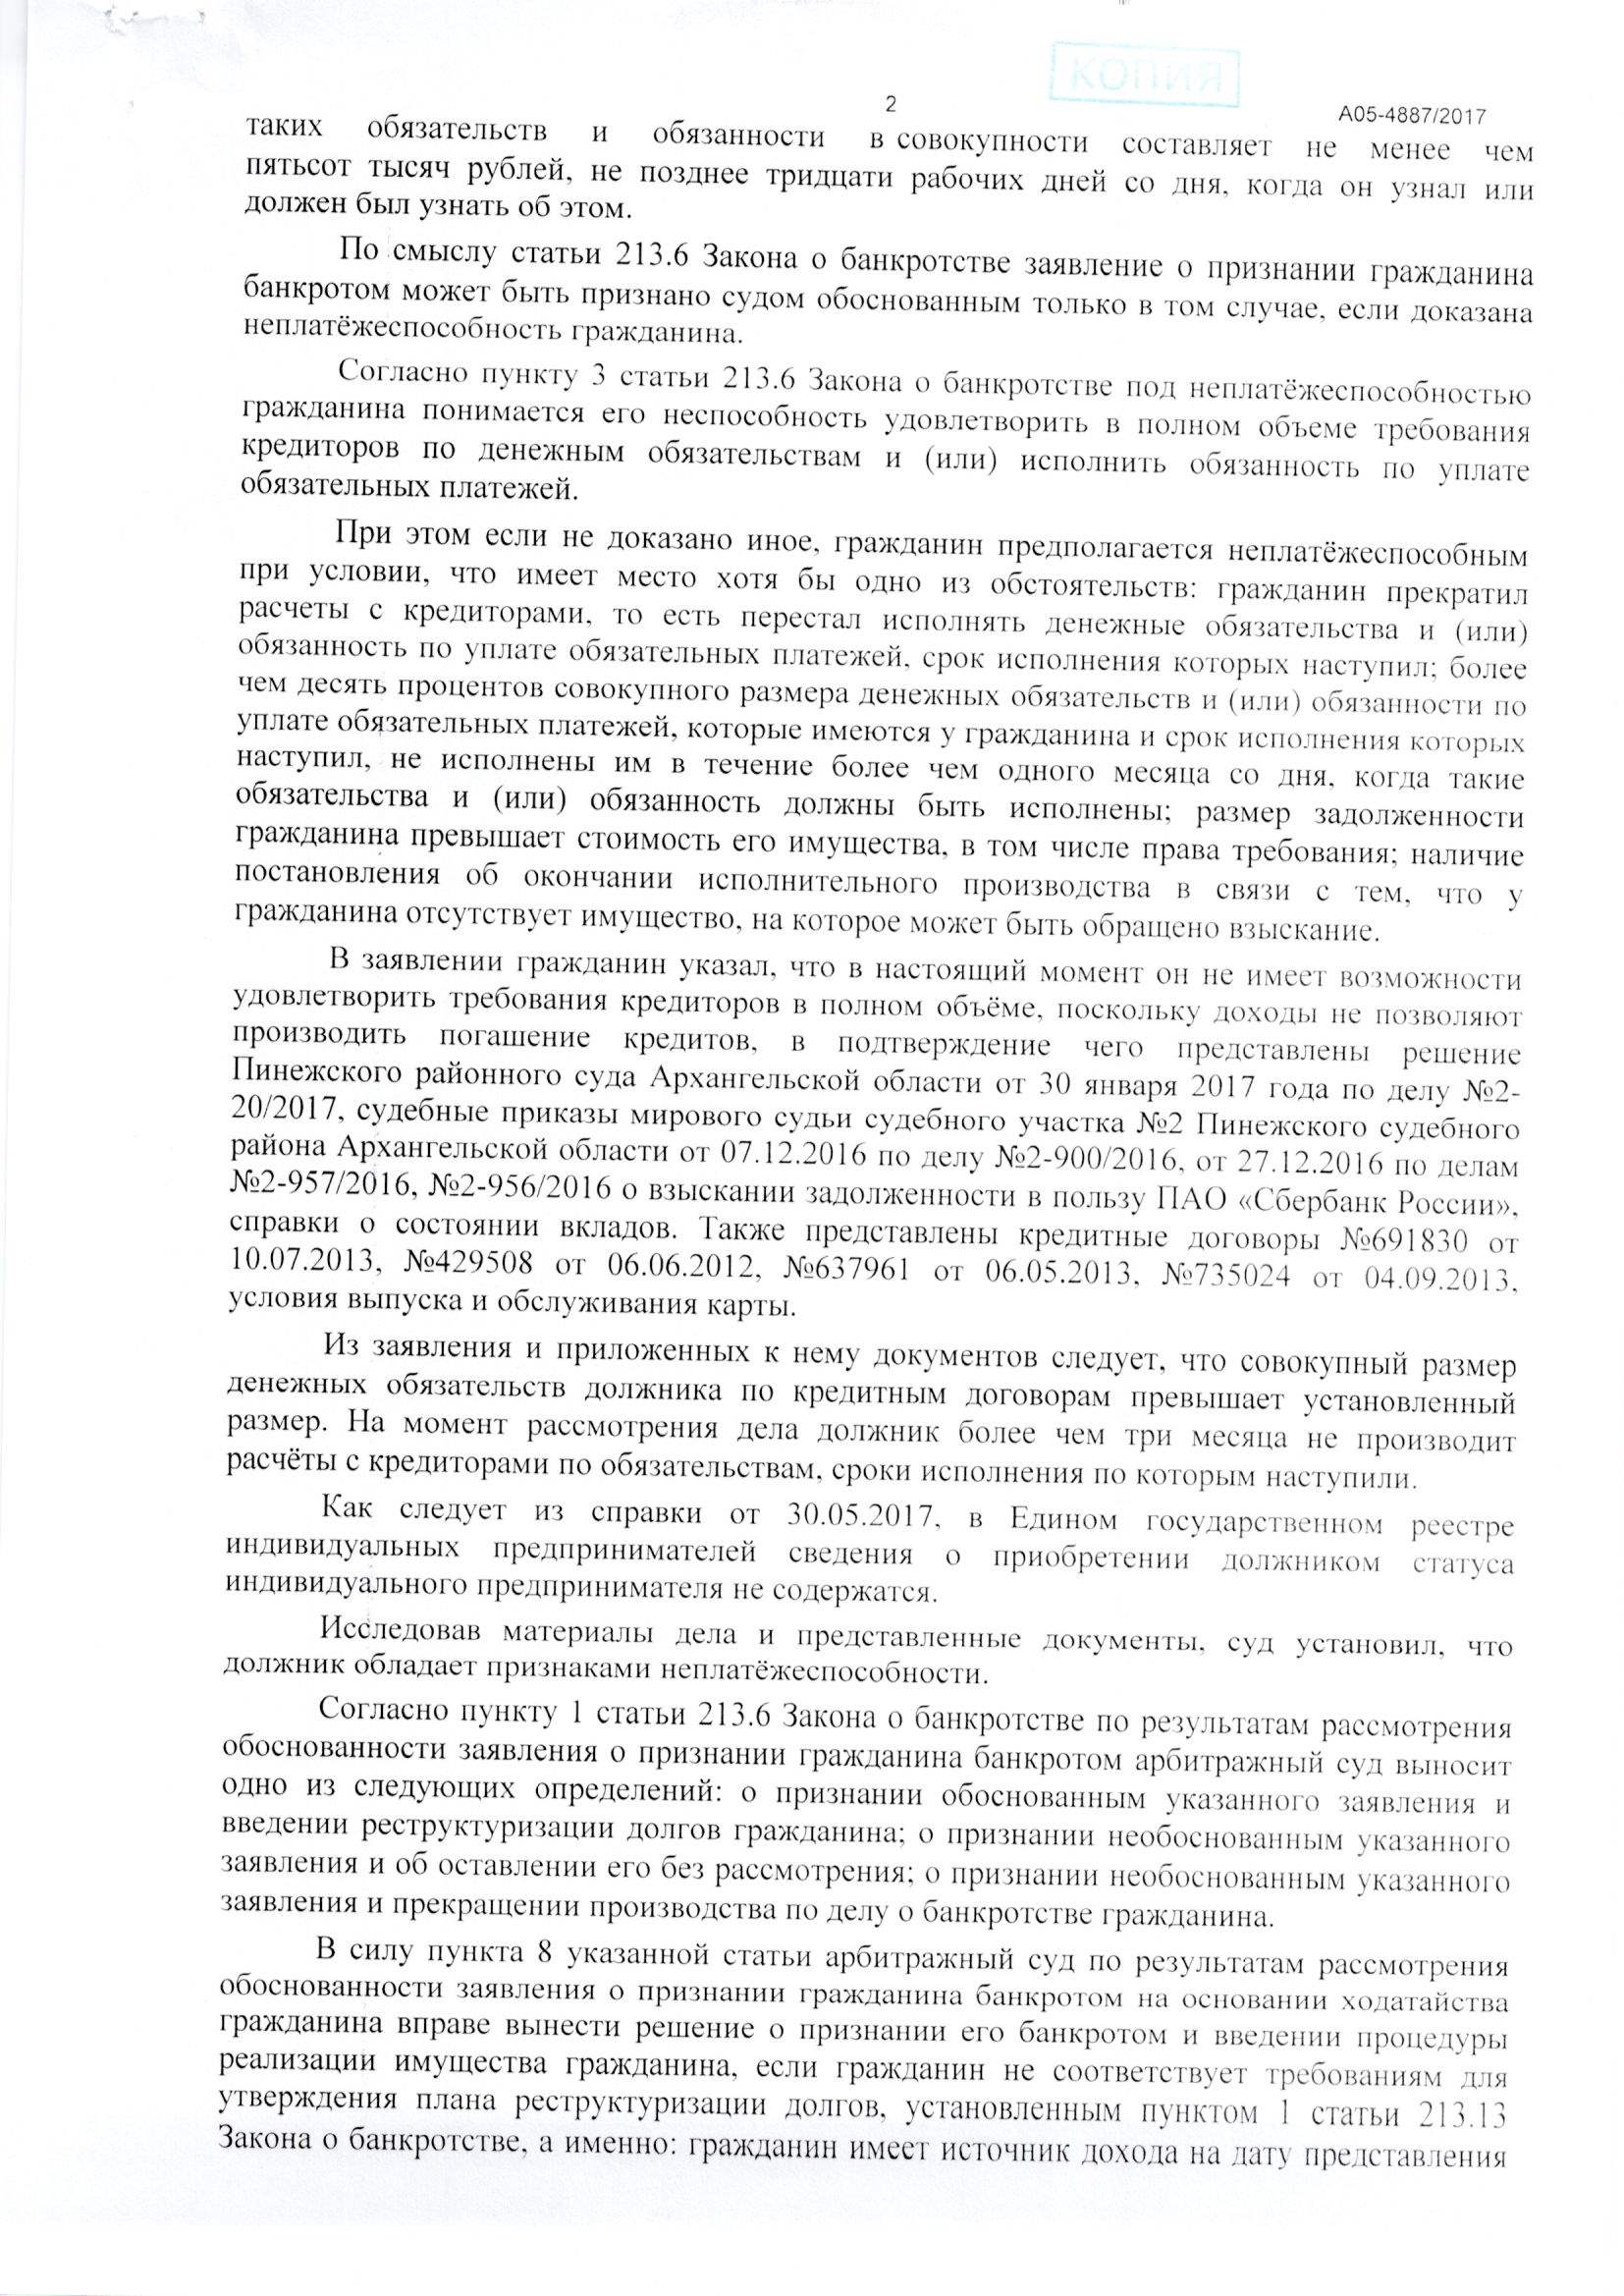 КОПИЯ
2
А05-4887/2017
таких обязательств и обязанности в совокупности составляет не менее чем
пятьсот тысяч рублей, не позднее тридцати рабочих дней со дня, когда он узнал или
должен был узнать об этом.
По смыслу статьи 213.6 Закона о банкротстве заявление о признании гражданина
банкротом может быть признано судом обоснованным только в том случае, если доказана
неплатёжеспособность гражданина.
Согласно пункту 3 статьи 213.6 Закона о банкротстве под неплатёжеспособностью
гражданина понимается его неспособность удовлетворить в полном объеме требования
кредиторов по денежным обязательствам и (или) исполнить обязанность по уплате
обязательных платежей.
При этом если не доказано иное, гражданин предполагается неплатёжеспособным
при условии, что имеет место хотя бы одно из обстоятельств: гражданин прекратил
расчеты с кредиторами, то есть перестал исполнять денежные обязательства и (или)
обязанность по уплате обязательных платежей, срок исполнения которых наступил; более
чем десять процентов совокупного размера денежных обязательств и (или) обязанности по
уплате обязательных платежей, которые имеются у гражданина и срок исполнения которых
наступил, не исполнены им в течение более чем одного месяца со дня, когда такие
обязательства и (или) обязанность должны быть исполнены; размер задолженности
гражданина превышает стоимость его имущества, в том числе права требования; наличие
постановления об окончании исполнительного производства в связи с тем, что у
гражданина отсутствует имущество, на которое может быть обращено взыскание.
В заявлении гражданин указал, что в настоящий момент он не имеет возможности
удовлетворить требования кредиторов в полном объёме, поскольку доходы не позволяют
производить погашение кредитов, в подтверждение чего представлены решение
Пинежского районного суда Архангельской области от 30 января 2017 года по делу №2-
20/2017, судебные приказы мирового судьи судебного участка №2 Пинежского судебного
района Архангельской области от 07.12.2016 по делу №2-900/2016, от 27.12.2016 по делам
№2-957/2016, №2-956/2016 о взыскании задолженности в пользу ПАО «Сбербанк России»,
справки о состоянии вкладов. Также представлены кредитные договоры №691830 от
10.07.2013, №429508 от 06.06.2012, №637961 от 06.05.2013, №735024 от 04.09.2013,
условия выпуска и обслуживания карты.
Из заявления и приложенных к нему документов следует, что совокупный размер
денежных обязательств должника по кредитным договорам превышает установленный
размер. На момент рассмотрения дела должник более чем три месяца не производит
расчёты с кредиторами по обязательствам, сроки исполнения по которым наступили.
Как следует из справки от 30.05.2017, в Едином государственном реестре
индивидуальных предпринимателей сведения о приобретении должником статуса
индивидуального предпринимателя не содержатся.
Исследовав материалы дела и представленные документы, суд установил, что
должник обладает признаками неплатёжеспособности.
Согласно пункту 1 статьи 213.6 Закона о банкротстве по результатам рассмотрения
обоснованности заявления о признании гражданина банкротом арбитражный суд выносит
одно из следующих определений: о признании обоснованным указанного заявления и
введении реструктуризации долгов гражданина; о признании необоснованным указанного
заявления и об оставлении его без рассмотрения; о признании необоснованным указанного
заявления и прекращении производства по делу о банкротстве гражданина.
В силу пункта 8 указанной статьи арбитражный суд по результатам рассмотрения
обоснованности заявления о признании гражданина банкротом на основании ходатайства
гражданина вправе вынести решение о признании его банкротом и введении процедуры
реализации имущества гражданина, если гражданин не соответствует требованиям для
утверждения плана реструктуризации долгов, установленным пунктом 1 статьи 213.13
Закона о банкротстве, а именно: гражданин имеет источник дохода на дату представления